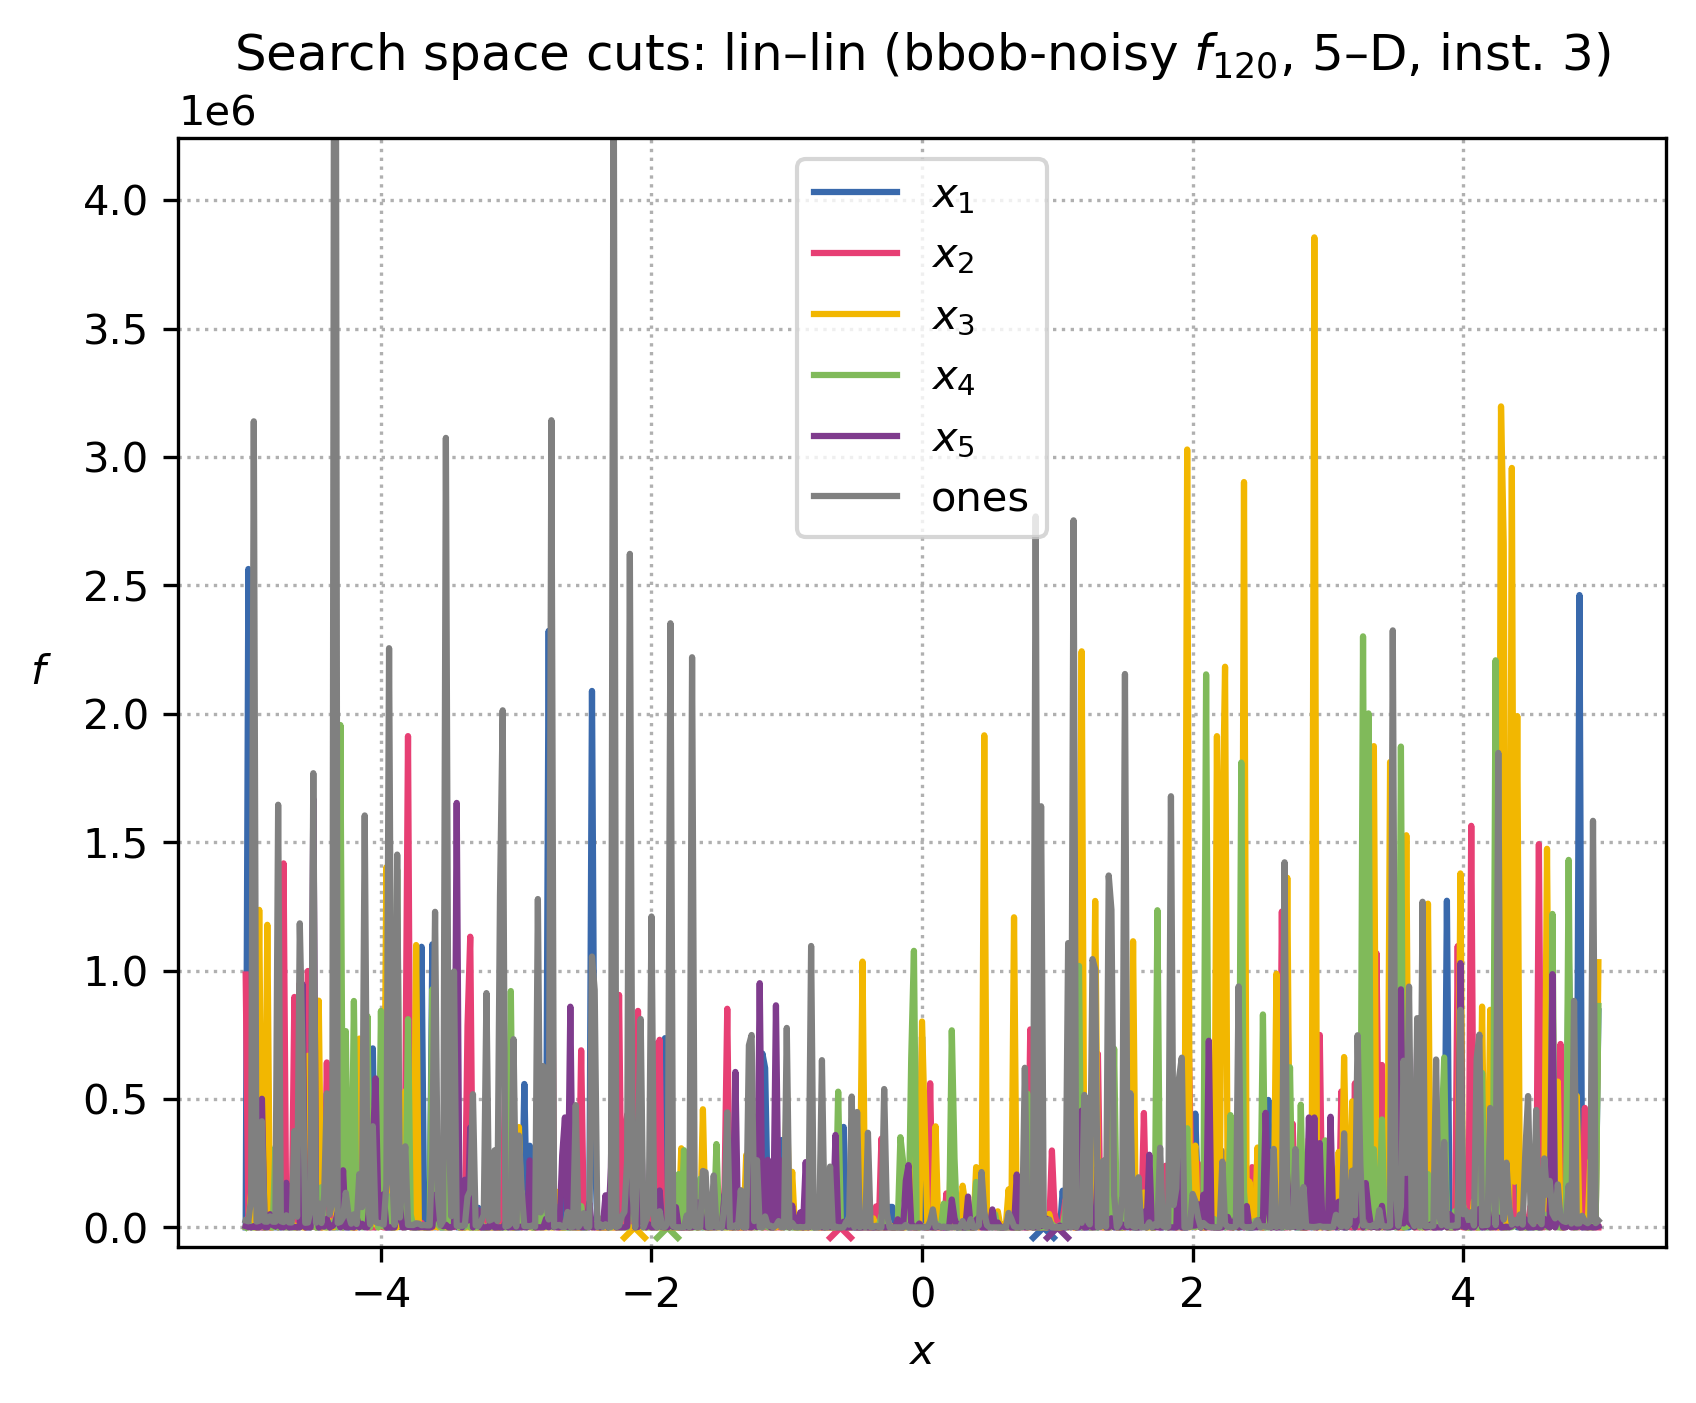 Search space cuts: lin–lin (bbob-noisy f₁₂₀, 5–D, inst. 3)
1e6
4.0
3.5
3.0
2.5
2.0
1.5
1.0
0.5
0.0
f
x₁
x₂
x₃
x₄
x₅
ones
−4
−2
0
2
4
x